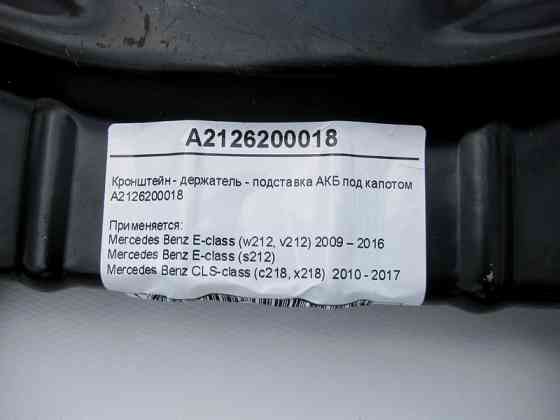 A2126200018
Кронштейн - держатель - подставка АКБ под капотом
A2126200018
Применяется:
Mercedes Benz E-class (w212, v212) 2009 – 2016
Mercedes Benz E-class (s212)
Mercedes Benz CLS-class (c218, x218) 2010 - 2017